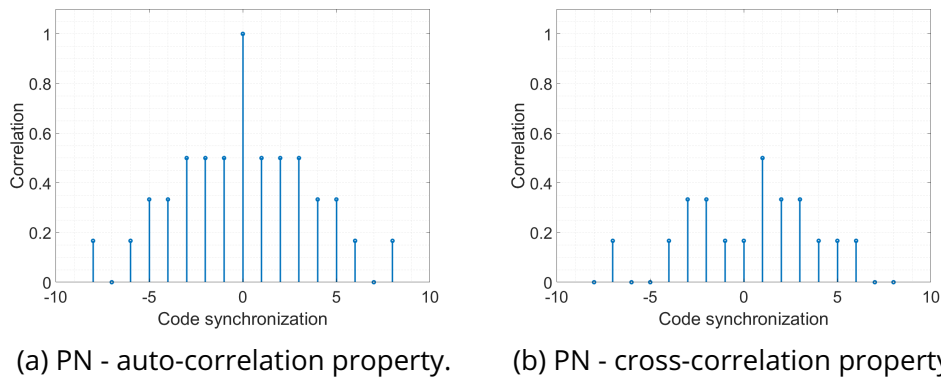 1
0.8
0.6
0.4
0.2
0
Correlation
-10 -5 0 5 10
Code synchronization
(a) PN - auto-correlation property.
1
0.8
0.6
0.4
0.2
0
Correlation
-10 -5 0 5 10
Code synchronization
(b) PN - cross-correlation property